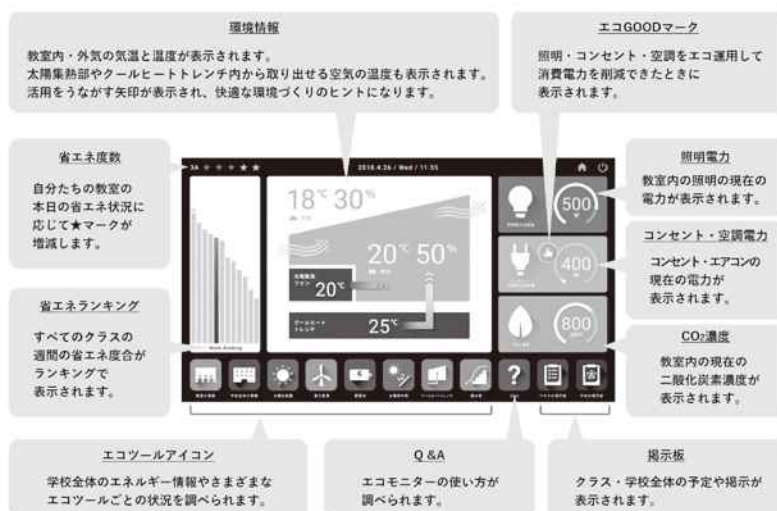 環境情報
教室内・外気の気温と温度が表示されます。
太陽集熱部やクールヒートトレンチ内から取り出せる空気の温度も表示されます。
活用をうながす矢印が表示され、快適な環境づくりのヒントになります。
エコGOODマーク
照明・コンセント・空調をエコ運用して
消費電力を削減できたときに
表示されます。
省エネ度数
自分たちの教室の
本日の省エネ状況に
応じて★マークが
増減します。
省エネランキング
すべてのクラスの
週間の省エネ度合が
ランキングで
表示されます。
3A ★★★★★
2018.4.26 / Wed / 11:55
18℃ 30%
20℃ 50%
20℃
クールヒート
トレンチ
25℃
500
W
400
W
800
Week Ranking
?
照明電力
教室内の照明の現在の
電力が表示されます。
コンセント・空調電力
コンセント・エアコンの
現在の電力が
表示されます。
CO₂濃度
教室内の現在の
二酸化炭素濃度が
表示されます。
エコツールアイコン
学校全体のエネルギー情報やさまざまな
エコツールごとの状況を調べられます。
Q &A
エコモニターの使い方が
調べられます。
掲示板
クラス・学校全体の予定や掲示が
表示されます。